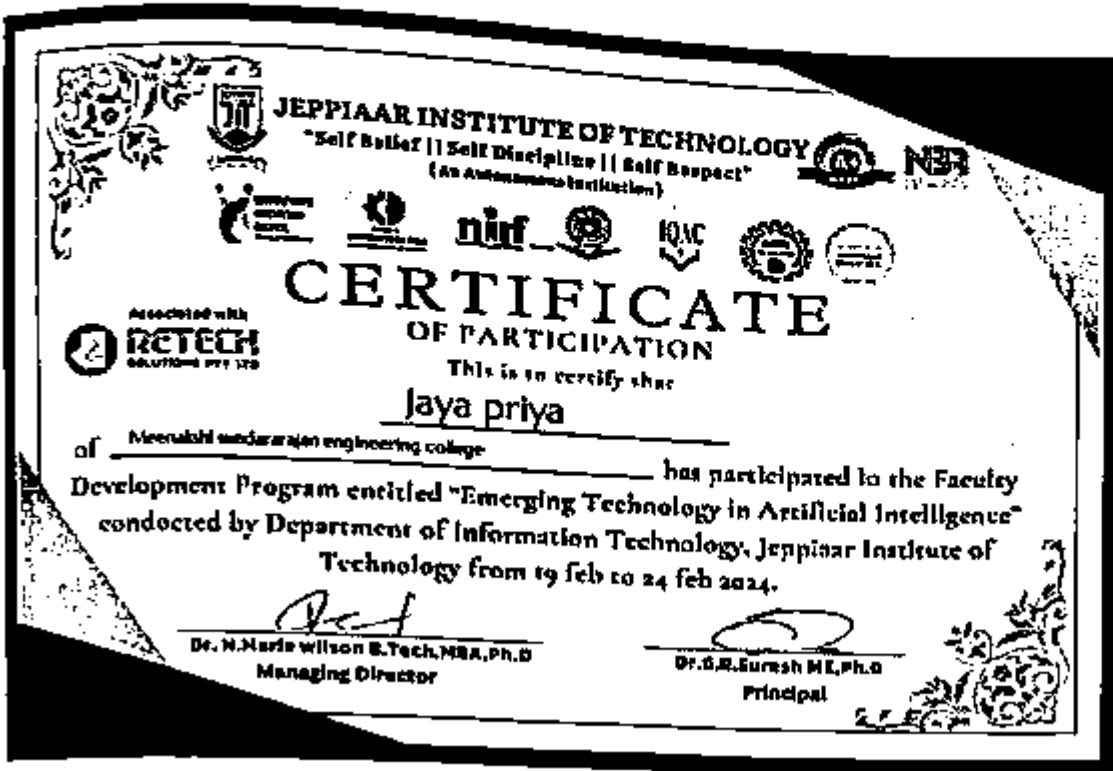 JEPPIAAR INSTITUTE OF TECHNOLOGY
"Self Belief || Self Discipline || Self Respect"
(An Autonomous Institution)
NBA
nirf
IQAC
CERTIFICATE
OF PARTICIPATION
Associated with
RETECH
SOLUTIONS PVT LTD
This is to certify that
Jaya priya
of Meenakshi sundararajan engineering college has participated in the Faculty
Development Program entitled "Emerging Technology in Artificial Intelligence"
conducted by Department of Information Technology, Jeppiaar Institute of
Technology from 19 feb to 24 feb 2024.
Dr. N.Marie wilson B.Tech,MBA,Ph.D
Managing Director
Dr.G.R.Suresh ME,Ph.D
Principal